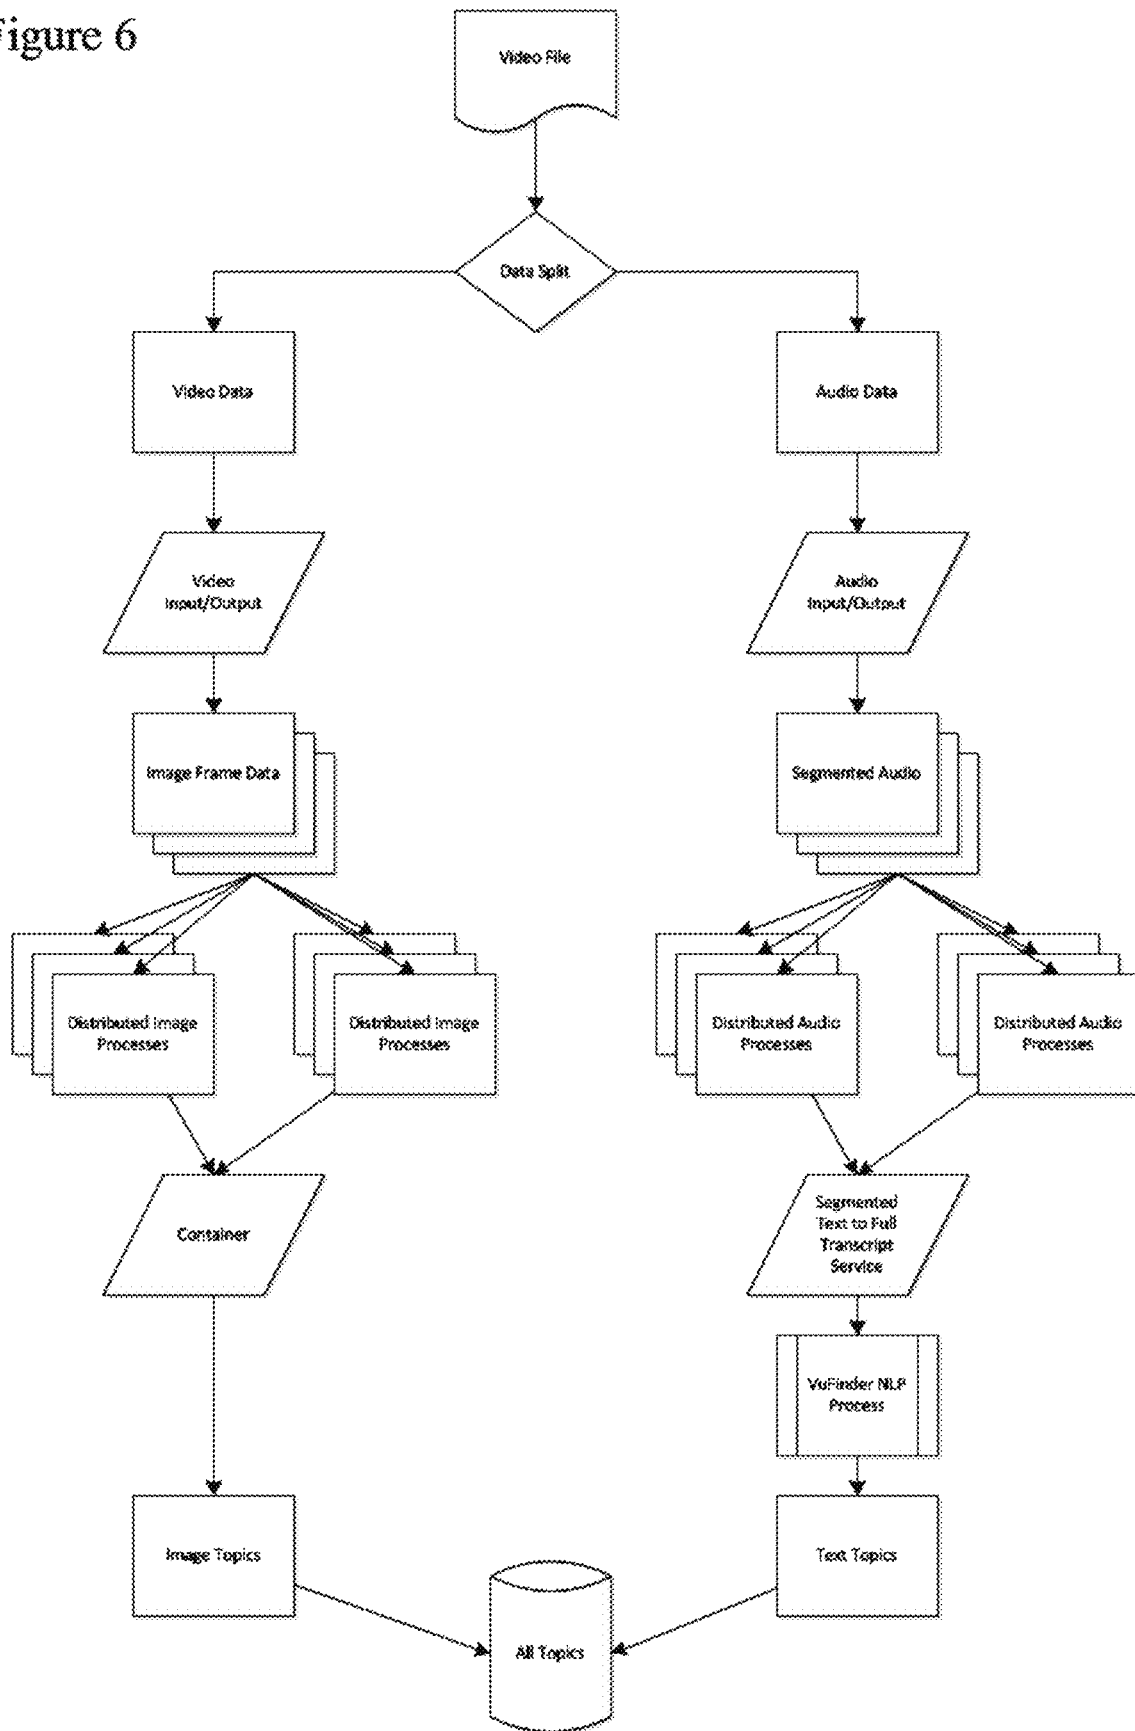 Figure 6
Video File
Data Split
Video Data
Audio Data
Video
Input/Output
Audio
Input/Output
Image Frame Data
Segmented Audio
Distributed Image
Processes
Distributed Image
Processes
Distributed Audio
Processes
Distributed Audio
Processes
Container
Segmented
Text to Full
Transcript
Service
VuFinder NLP
Process
Image Topics
Text Topics
All Topics